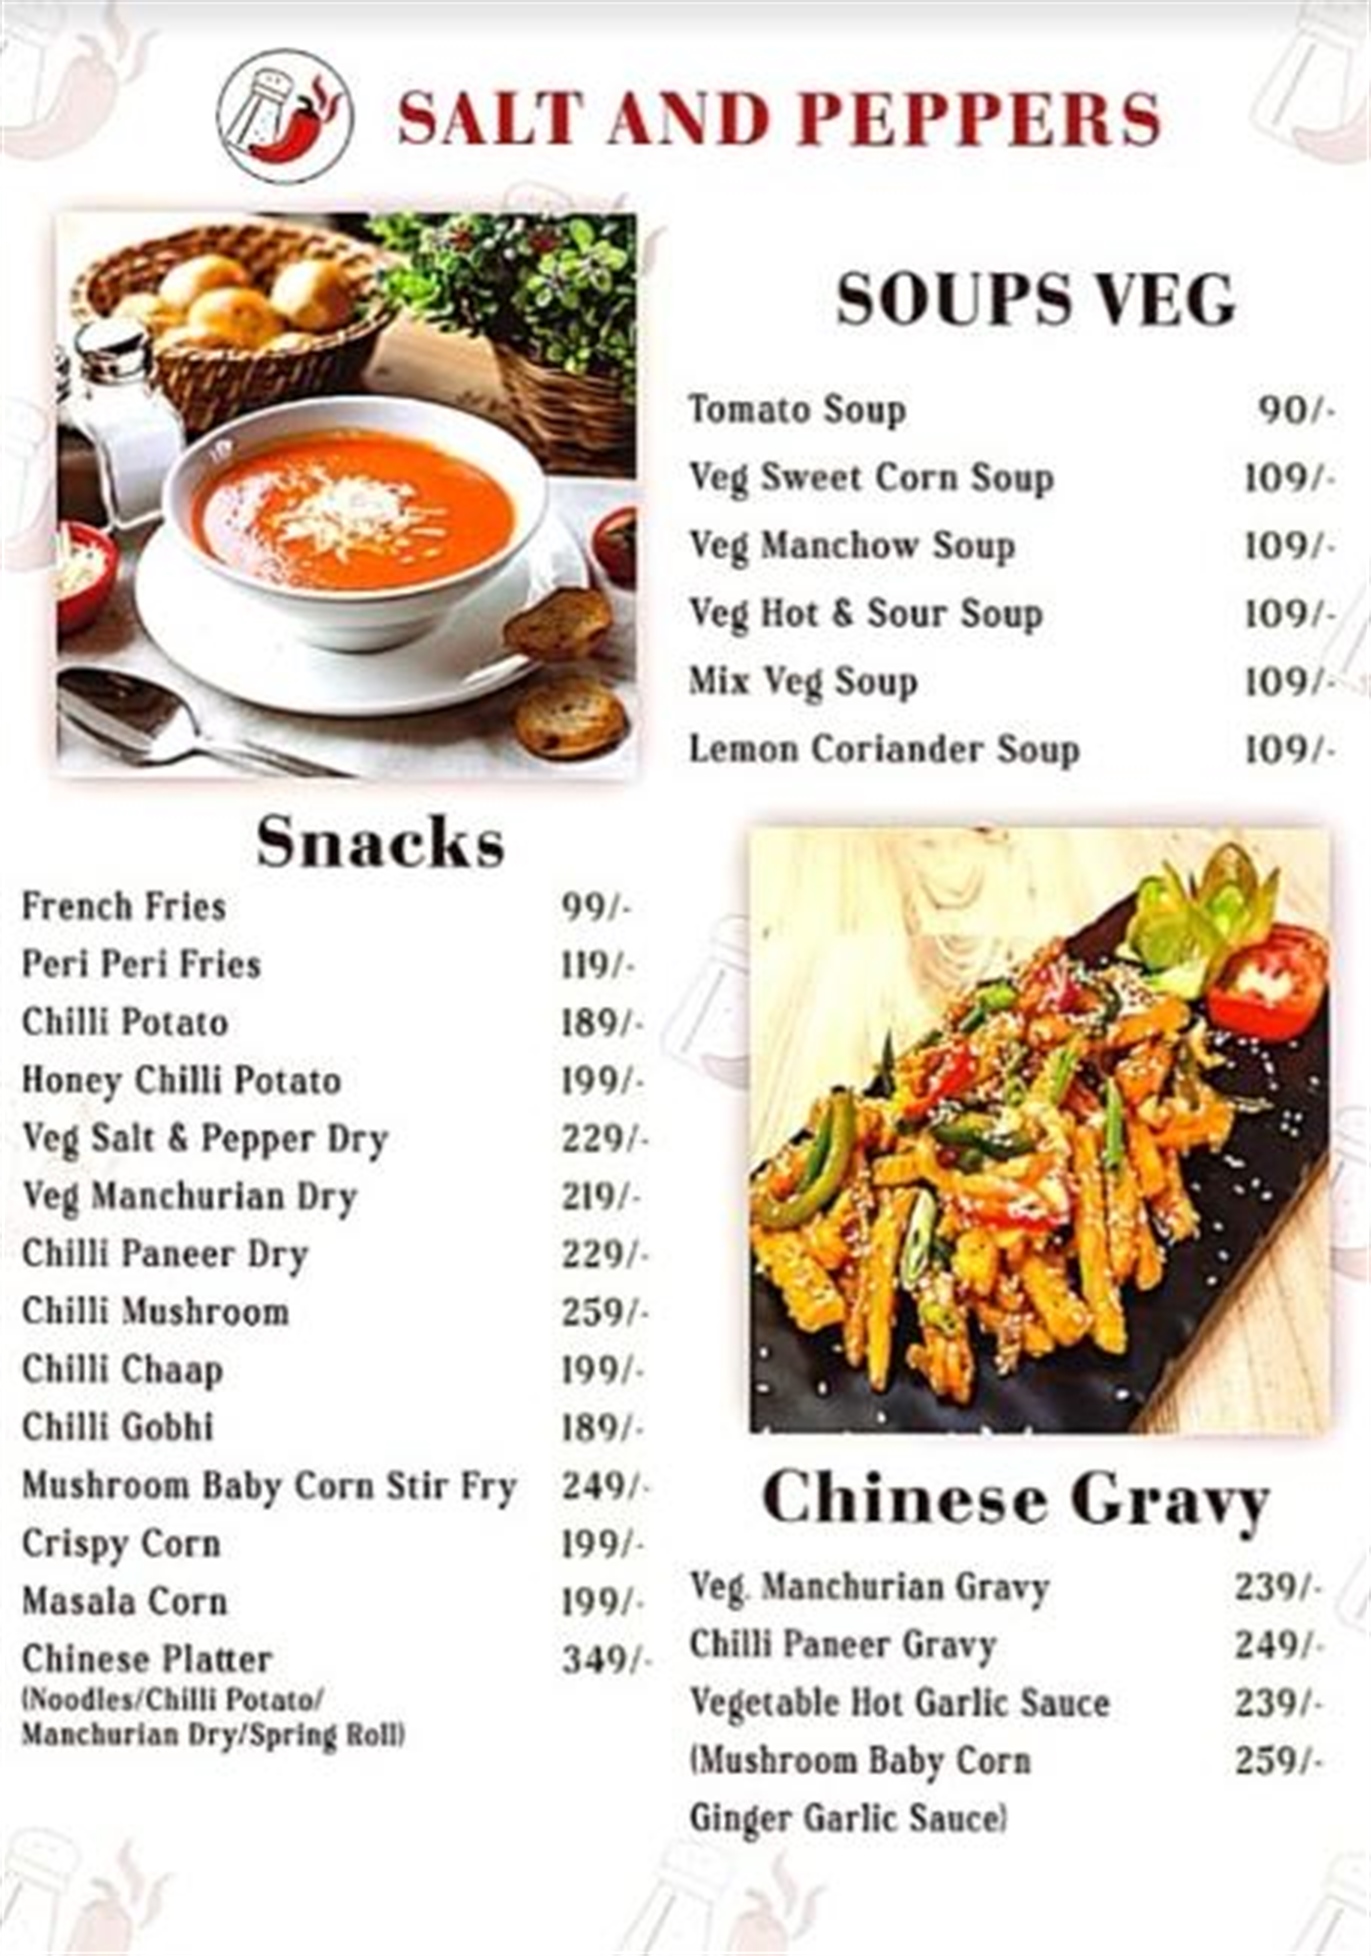 SALT AND PEPPERS
SOUPS VEG
Tomato Soup 90/-
Veg Sweet Corn Soup 109/-
Veg Manchow Soup 109/-
Veg Hot & Sour Soup 109/-
Mix Veg Soup 109/-
Lemon Coriander Soup 109/-
Snacks
French Fries 99/-
Peri Peri Fries 119/-
Chilli Potato 189/-
Honey Chilli Potato 199/-
Veg Salt & Pepper Dry 229/-
Veg Manchurian Dry 219/-
Chilli Paneer Dry 229/-
Chilli Mushroom 259/-
Chilli Chaap 199/-
Chilli Gobhi 189/-
Mushroom Baby Corn Stir Fry 249/-
Crispy Corn 199/-
Masala Corn 199/-
Chinese Platter 349/-
(Noodles/Chilli Potato/
Manchurian Dry/Spring Roll)
Chinese Gravy
Veg. Manchurian Gravy 239/-
Chilli Paneer Gravy 249/-
Vegetable Hot Garlic Sauce 239/-
(Mushroom Baby Corn 259/-
Ginger Garlic Sauce)